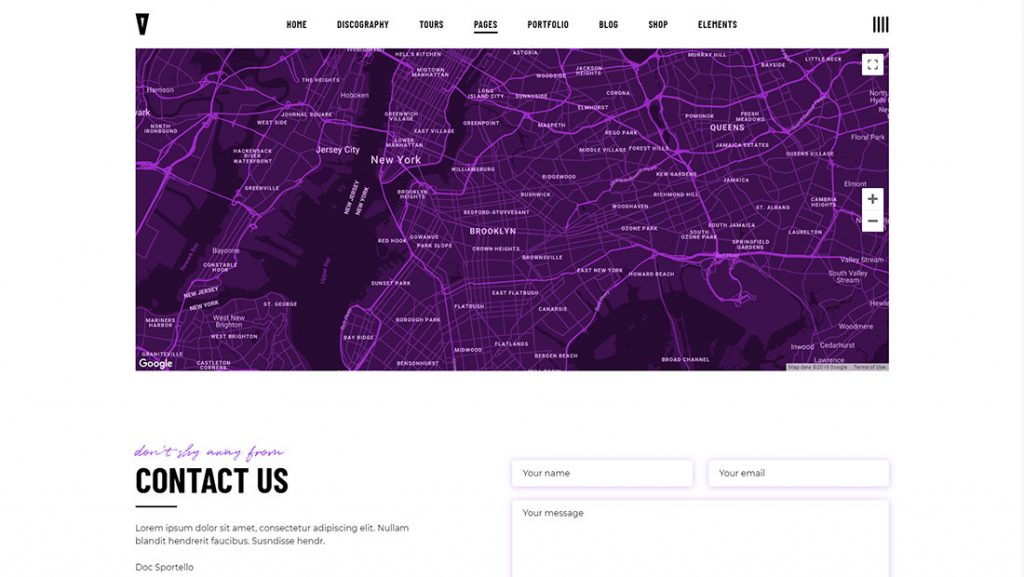 HOME DISCOGRAPHY TOURS PAGES PORTFOLIO BLOG SHOP ELEMENTS
HELL'S KITCHEN
ASTORIA
MURRAY HILL
LITTLE NECK
BAYSIDE
MIDTOWN
MANHATTAN
WOODSIDE
JACKSON
HEIGHTS
THE HEIGHTS
Harrison
Hoboken
LONG
ISLAND CITY
SUNNYSIDE
CORONA
North
Hyde
ELMHURST
New
ark
JOURNAL SQUARE
GREENWICH
VILLAGE
POMONOK
FRESH
MEADOWS
WEST SIDE
EAST VILLAGE
GREENPOINT
MASPETH
REGO PARK
QUEENS
NORTH
IRONBOUND
LOWER
MANHATTAN
Floral Park
MIDDLE VILLAGE
FOREST HILLS
JAMAICA ESTATES
HACKENSACK
RIVER
WATERFRONT
Jersey City
New York
QUEENS VILLAGE
WILLIAMSBURG
RIDGEWOOD
KEW GARDENS
JAMAICA
Elmont
GREENVILLE
NEW JERSEY
NEW YORK
BROOKLYN
HEIGHTS
BUSHWICK
RICHMOND HILL
CAMBRIA
HEIGHTS
WOODHAVEN
ST. ALBANS
BEDFORD-STUYVESANT
BROOKLYN
OZONE PARK
SOUTH
OZONE PARK
SOUTH JAMAICA
LAURELTON
RED HOOK
GOWANUS
PARK SLOPE
CROWN HEIGHTS
SPRINGFIELD
GARDENS
Bayonne
Newark Bay
BROWNSVILLE
Valley Stream
CONSTABLE
HOOK
Upper Bay
SUNSET PARK
EAST NEW YORK
HOWARD BEACH
South Valley
Stream
NEW JERSEY
NEW YORK
EAST FLATBUSH
ST. GEORGE
FLATBUSH
CANARSIE
Hewle
MARINERS
HARBOR
West New
Brighton
BOROUGH PARK
Woodmere
WEST BRIGHTON
BAY RIDGE
FLATLANDS
Inwood
Cedarhurst
MIDWOOD
BERGEN BEACH
GRANITEVILLE
CASTLETON
CORNERS
BENSONHURST
BROAD CHANNEL
Lawrence
Google
Map data ©2019 Google Terms of Use
don't shy away from
CONTACT US
Your name
Your email
Your message
Lorem ipsum dolor sit amet, consectetur adipiscing elit. Nullam
blandit hendrerit faucibus. Susndisse hendr.
Doc Sportello